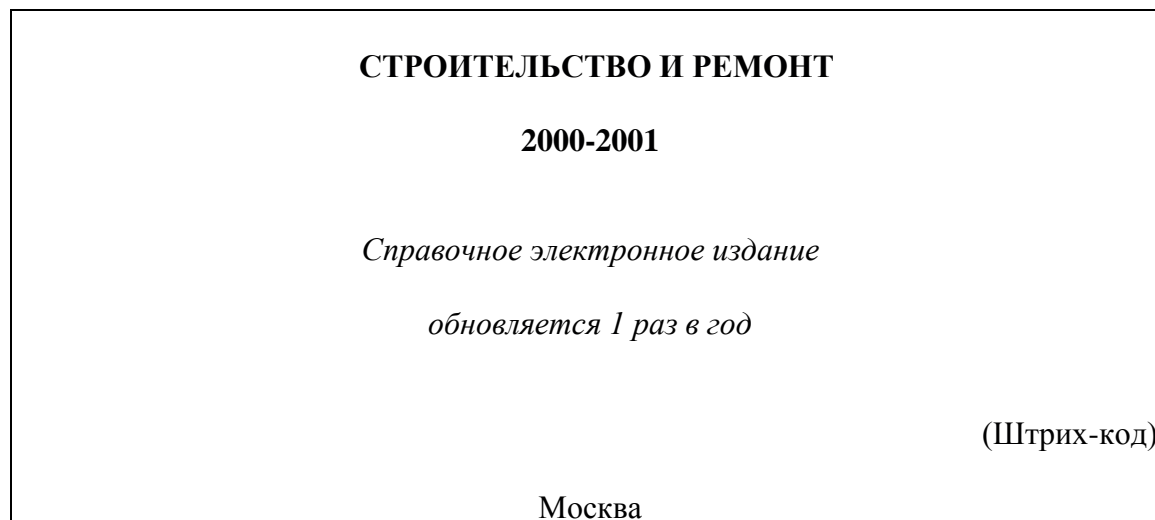 СТРОИТЕЛЬСТВО И РЕМОНТ
2000-2001
Справочное электронное издание
обновляется 1 раз в год
(Штрих-код)
Москва